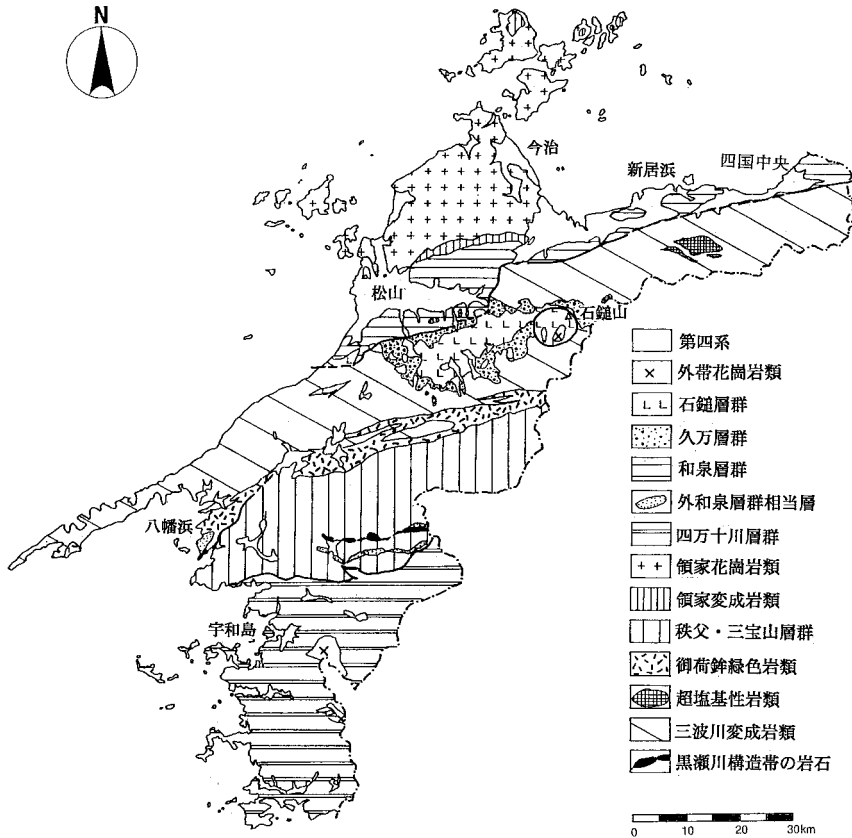 N
今治
新居浜
四国中央
松山
石鎚山
八幡浜
宇和島
第四系
外帯花崗岩類
石鎚層群
久万層群
和泉層群
外和泉層群相当層
四万十川層群
領家花崗岩類
領家変成岩類
秩父・三宝山層群
御荷鉾緑色岩類
超塩基性岩類
三波川変成岩類
黒瀬川構造帯の岩石
0 10 20 30km